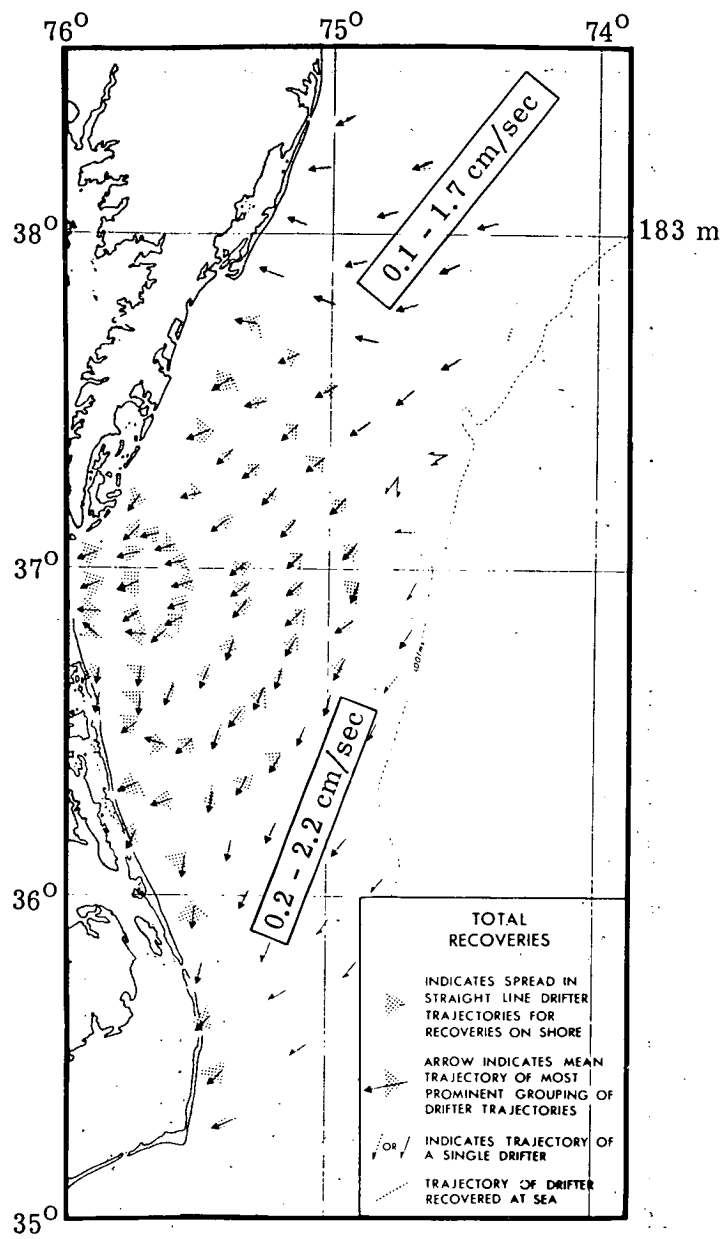 76° 75° 74°
0.1 - 1.7 cm/sec
38° 183 m
37°
0.2 - 2.2 cm/sec
36°
TOTAL
RECOVERIES
INDICATES SPREAD IN
STRAIGHT LINE DRIFTER
TRAJECTORIES FOR
RECOVERIES ON SHORE
ARROW INDICATES MEAN
TRAJECTORY OF MOST
PROMINENT GROUPING OF
DRIFTER TRAJECTORIES
OR INDICATES TRAJECTORY OF
A SINGLE DRIFTER
TRAJECTORY OF DRIFTER
RECOVERED AT SEA
35°